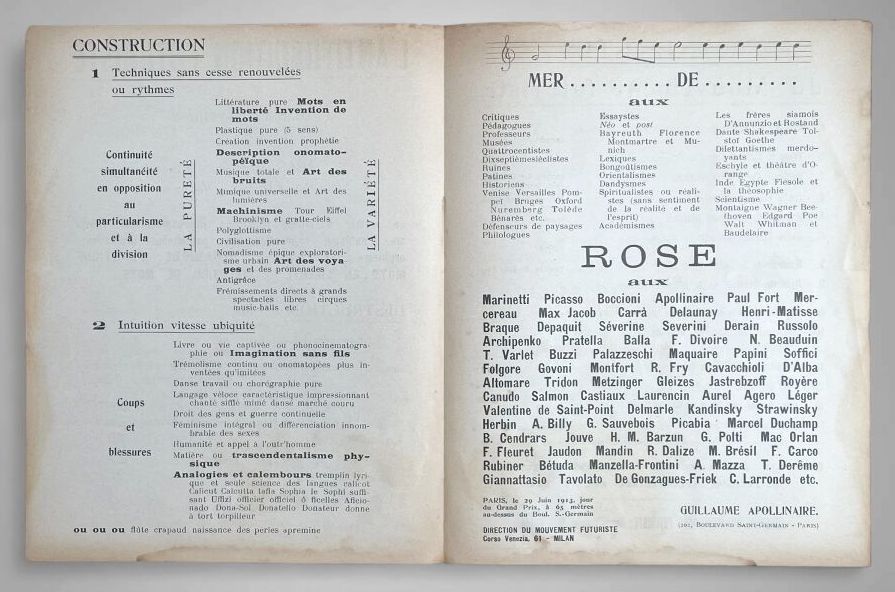 CONSTRUCTION
1 Techniques sans cesse renouvelées
ou rythmes
Continuité
simultanéité
en opposition
au
particularisme
et à la
division
LA PURETÉ
Littérature pure Mots en
liberté Invention de
mots
Plastique pure (5 sens)
Création invention prophétie
Description onomato-
péïque
Musique totale et Art des
bruits
Mimique universelle et Art des
lumières
Machinisme Tour Eiffel
Brooklyn et gratte-ciels
Polyglottisme
Civilisation pure
Nomadisme épique exploratori-
sme urbain Art des voya-
ges et des promenades
Antigrâce
Frémissements directs à grands
spectacles libres cirques
music-halls etc.
LA VARIÉTÉ
2 Intuition vitesse ubiquité
Coups
et
blessures
Livre ou vie captivée ou phonocinematogra-
phie ou Imagination sans fils
Trémolisme continu ou onomatopées plus in-
ventées qu'imitées
Danse travail ou chorégraphie pure
Langage véloce caractéristique impressionnant
chanté sifflé mimé dansé marché couru
Droit des gens et guerre continuelle
Féminisme intégral ou différenciation innom-
brable des sexes
Humanité et appel à l'outr'homme
Matière ou trascendentalisme phy-
sique
Analogies et calembours tremplin lyri-
que et seule science des langues calicot
Calicut Calcutta tafia Sophia le Sophi suffi-
sant Uffizi officier officiel ô ficelles Aficio-
nado Dona-Sol Donatello Donateur donne
à tort torpilleur
ou ou ou flûte crapaud naissance des perles apremine
MER.......... DE.........
aux
Critiques
Pédagogues
Professeurs
Musées
Quattrocentistes
Dixseptièmesièclistes
Ruines
Patines
Historiens
Venise Versailles Pom-
pei Bruges Oxford
Nuremberg Tolède
Bénarès etc.
Défenseurs de paysages
Philologues
Essaystes
Néo et post
Bayreuth Florence
Montmartre et Mu-
nich
Lexiques
Bongoûtismes
Orientalismes
Dandysmes
Spiritualistes ou réali-
stes (sans sentiment
de la réalité et de
l'esprit)
Académismes
Les frères siamois
D'Annunzio et Rostand
Dante Shakespeare Tol-
stoï Goethe
Dilettantismes merdo-
yants
Eschyle et théâtre d'O-
range
Inde Egypte Fiesole et
la théosophie
Scientisme
Montaigne Wagner Bee-
thoven Edgard Poe
Walt Whitman et
Baudelaire
ROSE
aux
Marinetti Picasso Boccioni Apollinaire Paul Fort Mer-
cereau Max Jacob Carrà Delaunay Henri-Matisse
Braque Depaquit Séverine Severini Derain Russolo
Archipenko Pratella Balla F. Divoire N. Beauduin
T. Varlet Buzzi Palazzeschi Maquaire Papini Soffici
Folgore Govoni Montfort R. Fry Cavacchioli D'Alba
Altomare Tridon Metzinger Gleizes Jastrebzoff Royère
Canudo Salmon Castiaux Laurencin Aurel Agero Léger
Valentine de Saint-Point Delmarle Kandinsky Strawinsky
Herbin A. Billy G. Sauvebois Picabia Marcel Duchamp
B. Cendrars Jouve H. M. Barzun G. Polti Mac Orlan
F. Fleuret Jaudon Mandin R. Dalize M. Brésil F. Carco
Rubiner Bétuda Manzella-Frontini A. Mazza T. Derême
Giannattasio Tavolato De Gonzagues-Friek C. Larronde etc.
PARIS, le 29 Juin 1913, jour
du Grand Prix, à 65 mètres
au-dessus du Boul. S.-Germain
DIRECTION DU MOUVEMENT FUTURISTE
Corso Venezia, 61 - MILAN
GUILLAUME APOLLINAIRE.
(202, BOULEVARD SAINT-GERMAIN - PARIS)